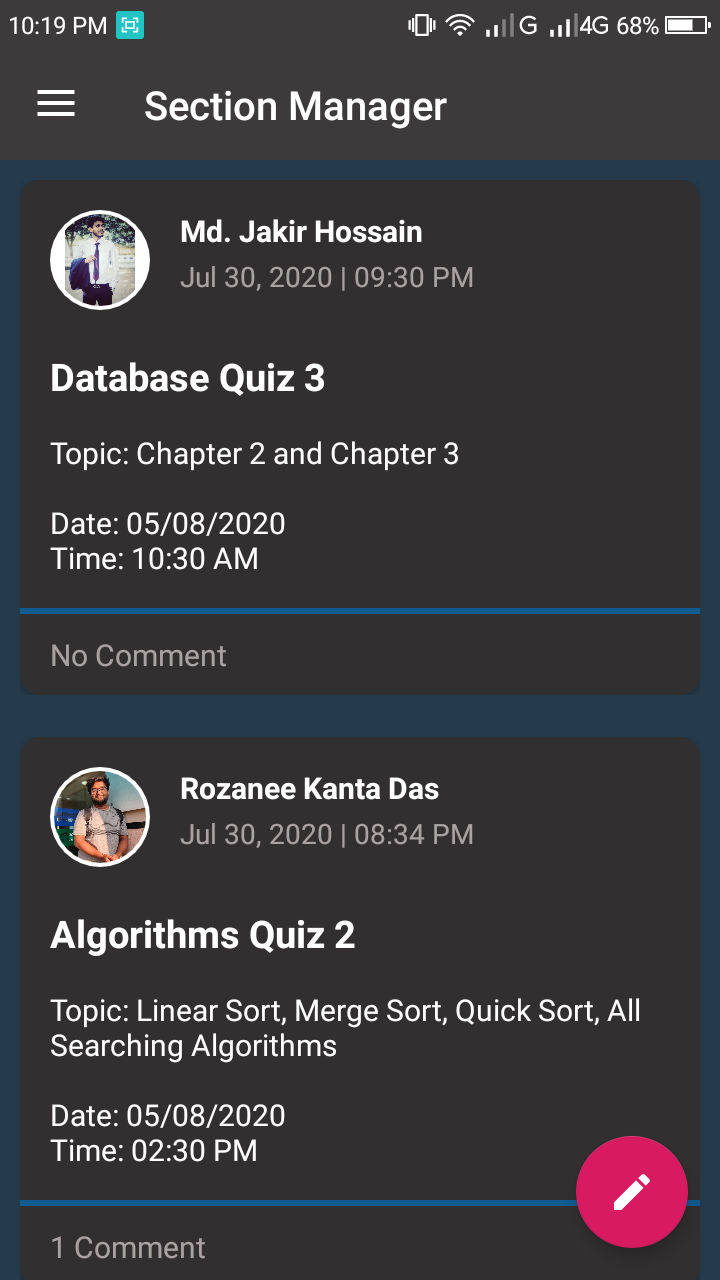 10:19 PM G 4G 68%
Section Manager
Md. Jakir Hossain
Jul 30, 2020 | 09:30 PM
Database Quiz 3
Topic: Chapter 2 and Chapter 3
Date: 05/08/2020
Time: 10:30 AM
No Comment
Rozanee Kanta Das
Jul 30, 2020 | 08:34 PM
Algorithms Quiz 2
Topic: Linear Sort, Merge Sort, Quick Sort, All
Searching Algorithms
Date: 05/08/2020
Time: 02:30 PM
1 Comment